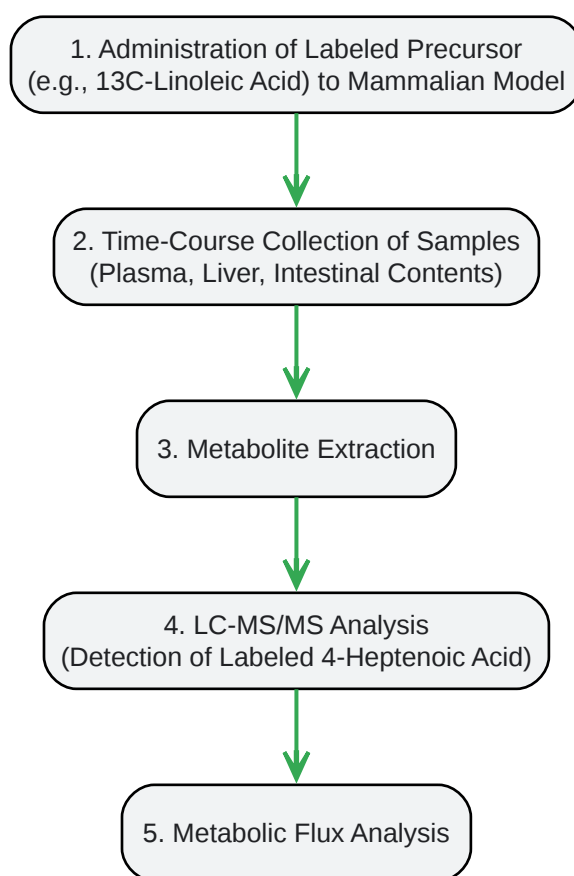 1. Administration of Labeled Precursor
(e.g., 13C-Linoleic Acid) to Mammalian Model
2. Time-Course Collection of Samples
(Plasma, Liver, Intestinal Contents)
3. Metabolite Extraction
4. LC-MS/MS Analysis
(Detection of Labeled 4-Heptenoic Acid)
5. Metabolic Flux Analysis